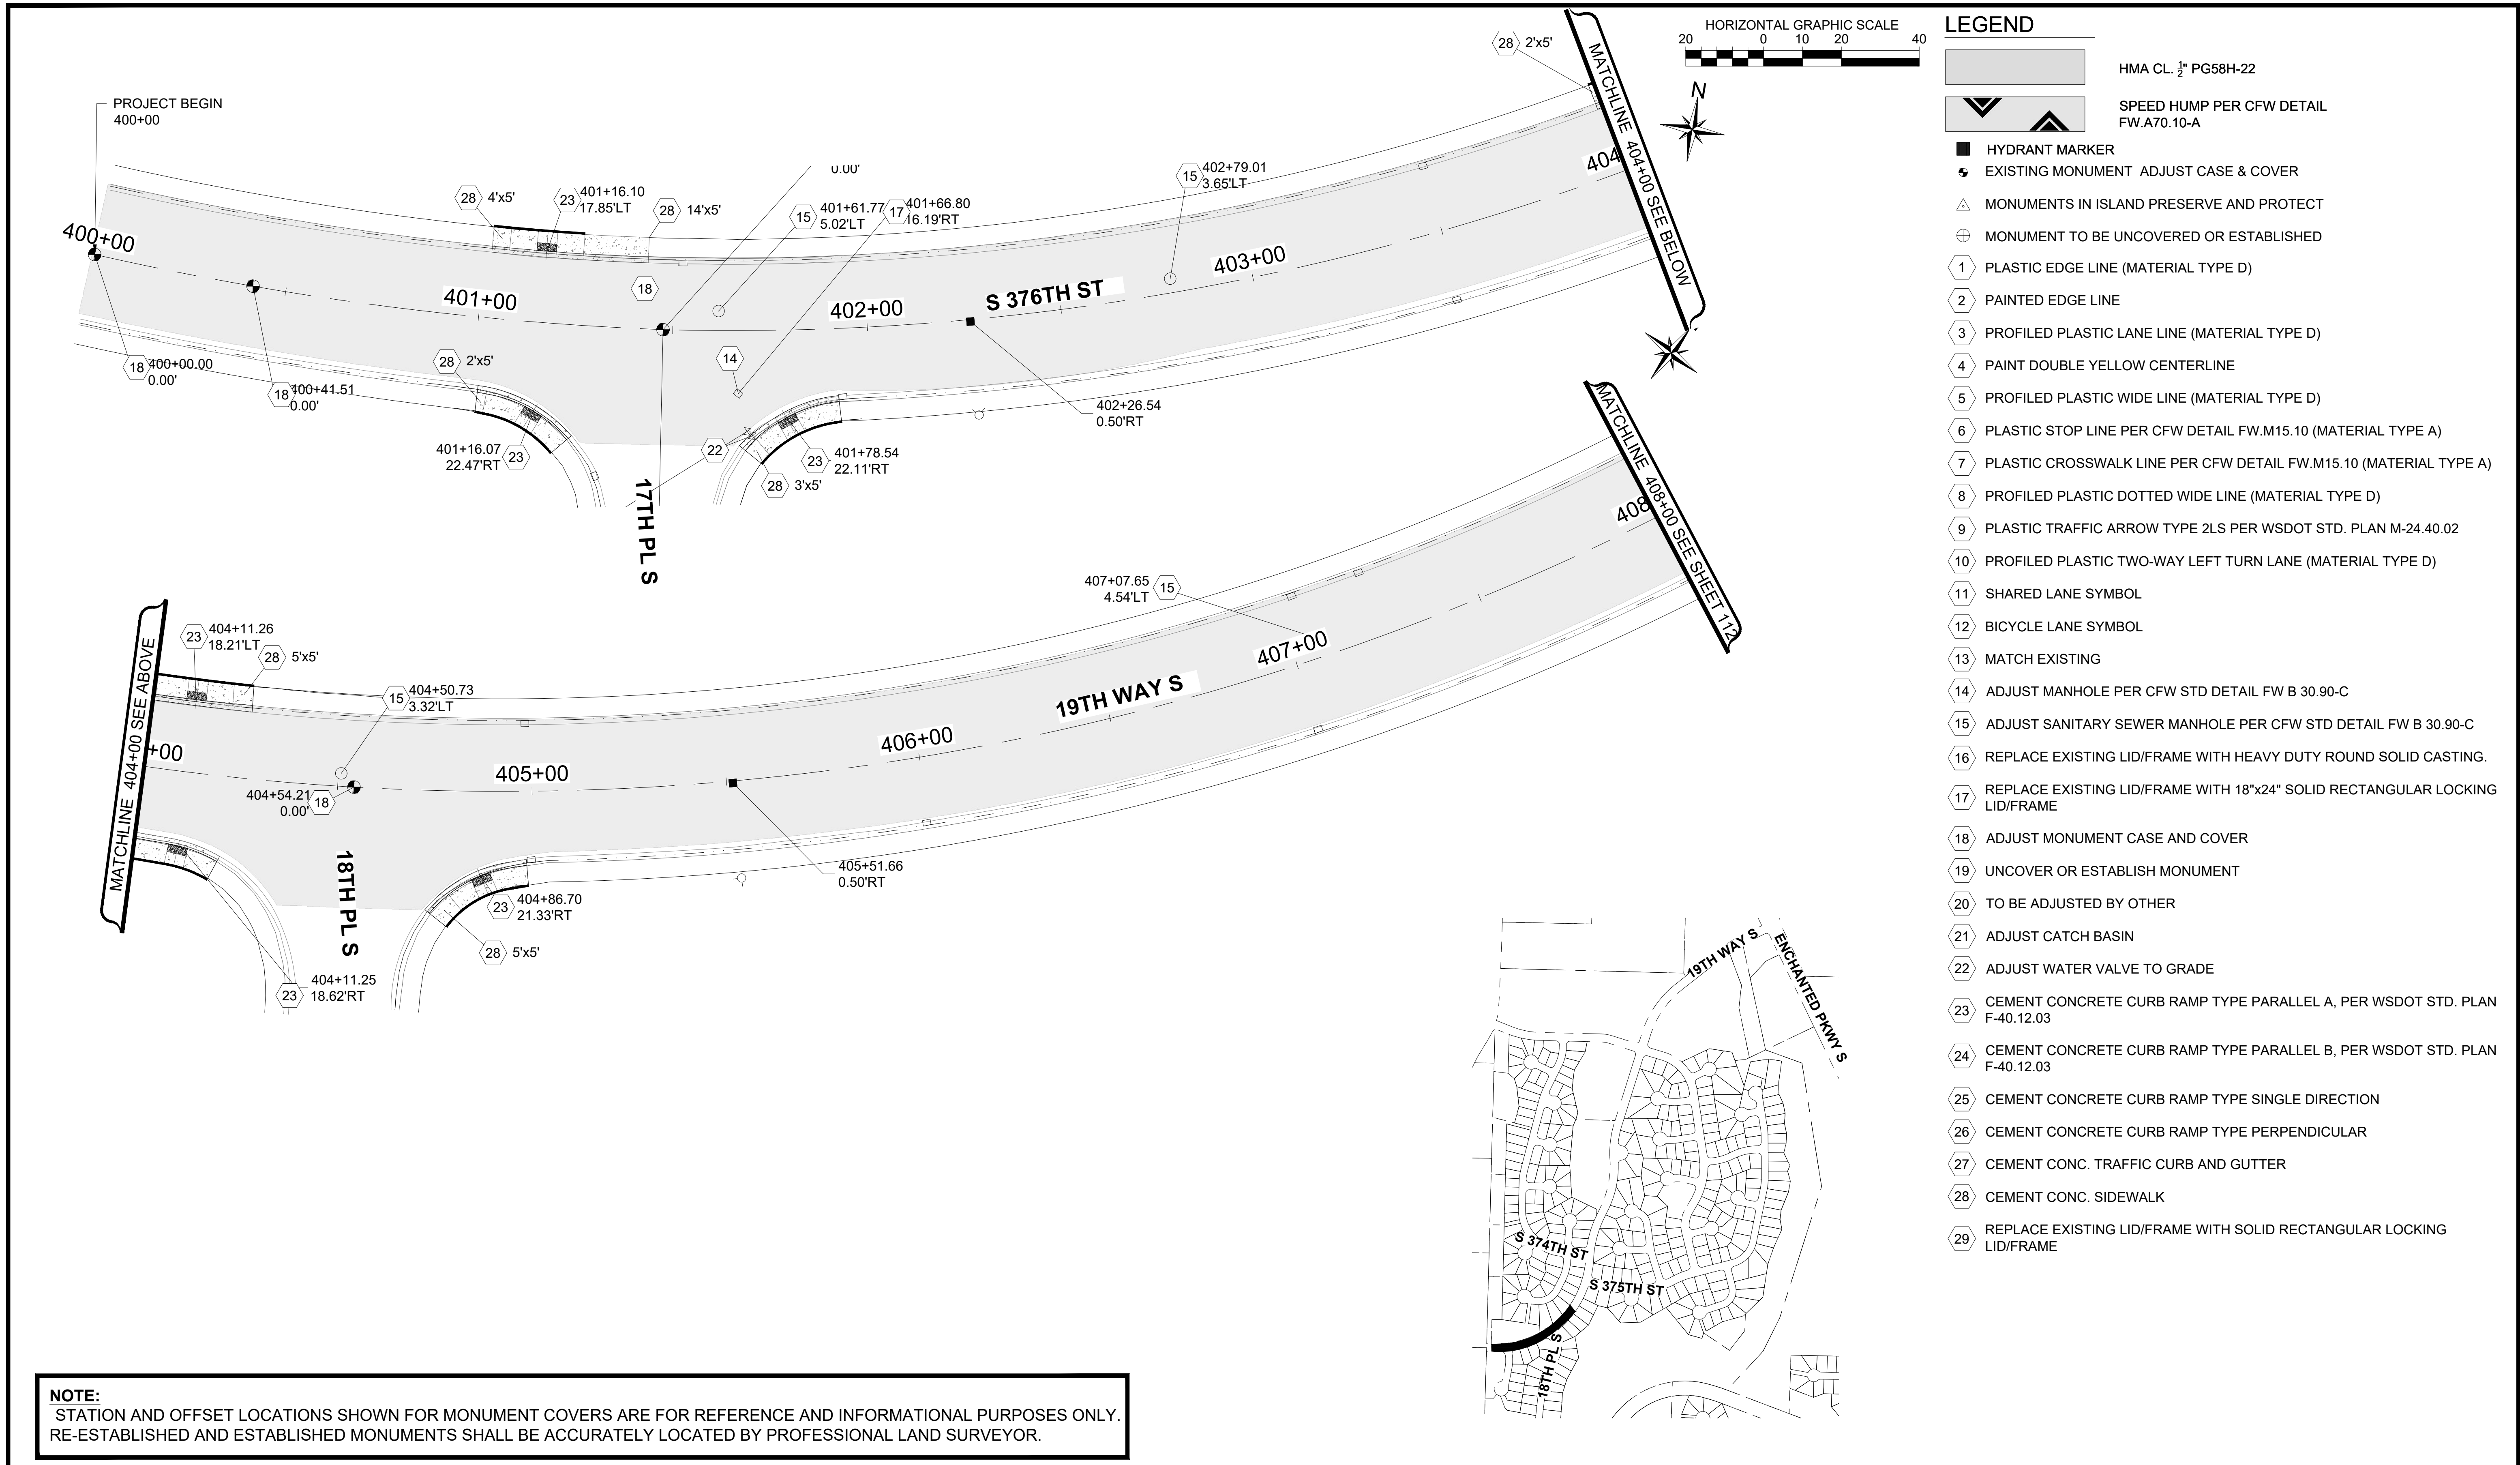 PROJECT BEGIN
400+00
400+00
18
400+00.00
0.00'
18
400+41.51
0.00'
28
4'x5'
23
401+16.10
17.85'LT
28
14'x5'
401+00
18
0.00'
15
401+61.77
5.02'LT
17
401+66.80
16.19'RT
402+00
S 376TH ST
15
402+79.01
3.65'LT
403+00
28
2'x5'
404
MATCHLINE 404+00 SEE BELOW
28
2'x5'
401+16.07
22.47'RT
23
14
22
23
401+78.54
22.11'RT
28
3'x5'
402+26.54
0.50'RT
17TH PL S
MATCHLINE 404+00 SEE ABOVE
23
404+11.26
18.21'LT
28
5'x5'
15
404+50.73
3.32'LT
+00
404+54.21
0.00'
18
405+00
406+00
19TH WAY S
407+07.65
4.54'LT
15
407+00
408
MATCHLINE 408+00 SEE SHEET 112
18TH PL S
405+51.66
0.50'RT
23
404+86.70
21.33'RT
28
5'x5'
23
404+11.25
18.62'RT
HORIZONTAL GRAPHIC SCALE
20 0 10 20 40
N
LEGEND
HMA CL. 1/2" PG58H-22
SPEED HUMP PER CFW DETAIL
FW.A70.10-A
HYDRANT MARKER
EXISTING MONUMENT ADJUST CASE & COVER
MONUMENTS IN ISLAND PRESERVE AND PROTECT
MONUMENT TO BE UNCOVERED OR ESTABLISHED
1 PLASTIC EDGE LINE (MATERIAL TYPE D)
2 PAINTED EDGE LINE
3 PROFILED PLASTIC LANE LINE (MATERIAL TYPE D)
4 PAINT DOUBLE YELLOW CENTERLINE
5 PROFILED PLASTIC WIDE LINE (MATERIAL TYPE D)
6 PLASTIC STOP LINE PER CFW DETAIL FW.M15.10 (MATERIAL TYPE A)
7 PLASTIC CROSSWALK LINE PER CFW DETAIL FW.M15.10 (MATERIAL TYPE A)
8 PROFILED PLASTIC DOTTED WIDE LINE (MATERIAL TYPE D)
9 PLASTIC TRAFFIC ARROW TYPE 2LS PER WSDOT STD. PLAN M-24.40.02
10 PROFILED PLASTIC TWO-WAY LEFT TURN LANE (MATERIAL TYPE D)
11 SHARED LANE SYMBOL
12 BICYCLE LANE SYMBOL
13 MATCH EXISTING
14 ADJUST MANHOLE PER CFW STD DETAIL FW B 30.90-C
15 ADJUST SANITARY SEWER MANHOLE PER CFW STD DETAIL FW B 30.90-C
16 REPLACE EXISTING LID/FRAME WITH HEAVY DUTY ROUND SOLID CASTING.
17 REPLACE EXISTING LID/FRAME WITH 18"x24" SOLID RECTANGULAR LOCKING
LID/FRAME
18 ADJUST MONUMENT CASE AND COVER
19 UNCOVER OR ESTABLISH MONUMENT
20 TO BE ADJUSTED BY OTHER
21 ADJUST CATCH BASIN
22 ADJUST WATER VALVE TO GRADE
23 CEMENT CONCRETE CURB RAMP TYPE PARALLEL A, PER WSDOT STD. PLAN
F-40.12.03
24 CEMENT CONCRETE CURB RAMP TYPE PARALLEL B, PER WSDOT STD. PLAN
F-40.12.03
25 CEMENT CONCRETE CURB RAMP TYPE SINGLE DIRECTION
26 CEMENT CONCRETE CURB RAMP TYPE PERPENDICULAR
27 CEMENT CONC. TRAFFIC CURB AND GUTTER
28 CEMENT CONC. SIDEWALK
29 REPLACE EXISTING LID/FRAME WITH SOLID RECTANGULAR LOCKING
LID/FRAME
19TH WAY S
ENCHANTED PKWY S
S 374TH ST
S 375TH ST
18TH PL S
NOTE:
STATION AND OFFSET LOCATIONS SHOWN FOR MONUMENT COVERS ARE FOR REFERENCE AND INFORMATIONAL PURPOSES ONLY.
RE-ESTABLISHED AND ESTABLISHED MONUMENTS SHALL BE ACCURATELY LOCATED BY PROFESSIONAL LAND SURVEYOR.